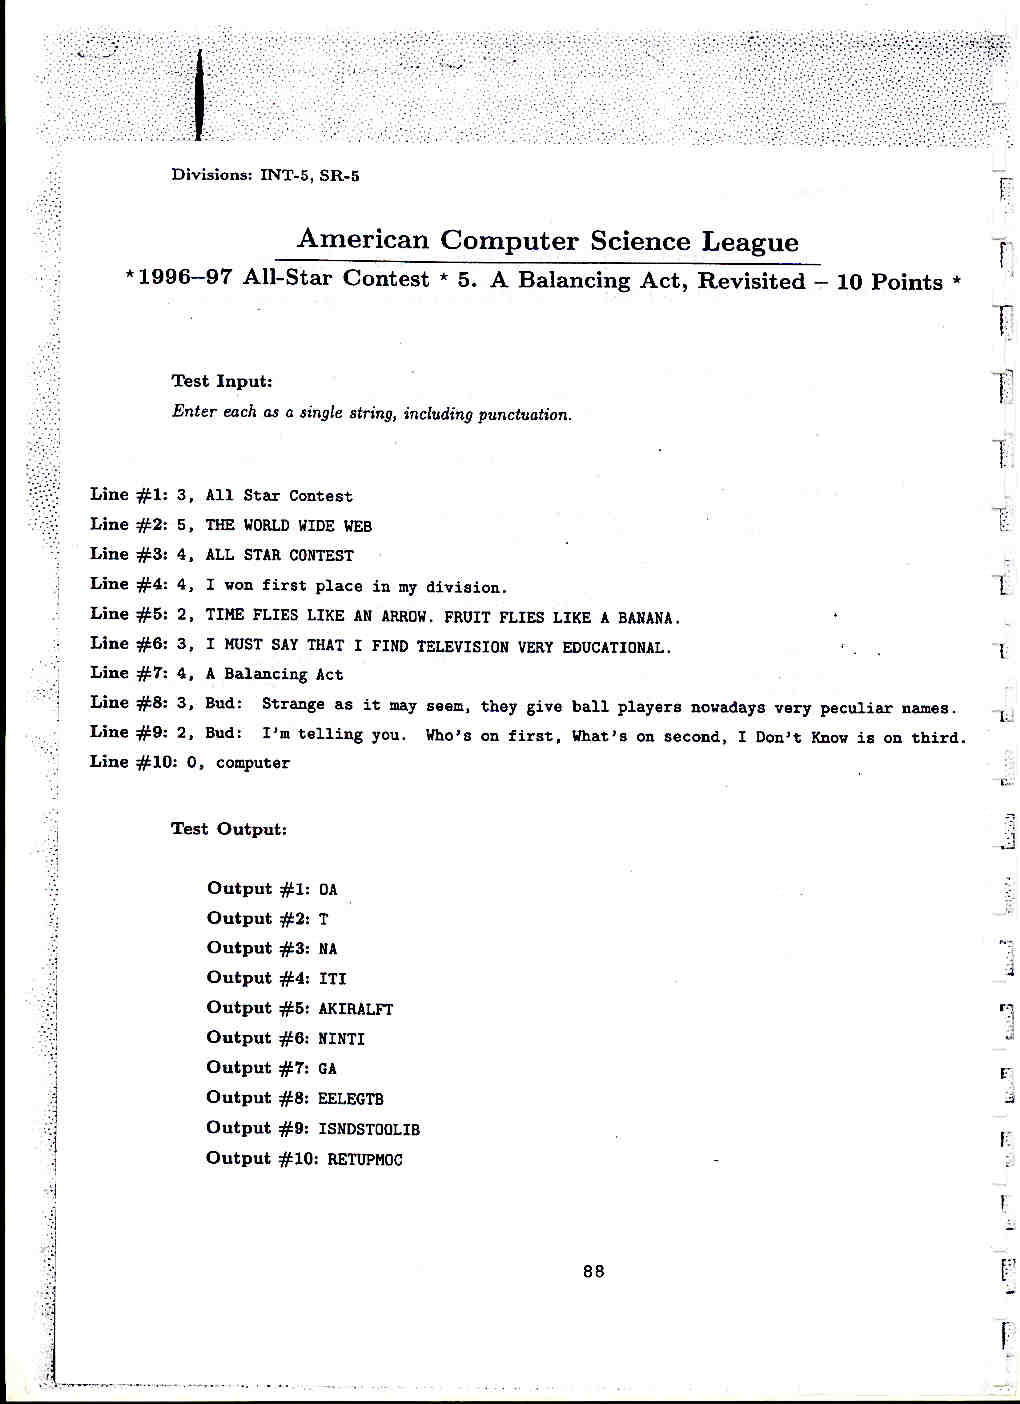 Divisions: INT-5, SR-5
American Computer Science League
*1996–97 All-Star Contest * 5. A Balancing Act, Revisited – 10 Points *
Test Input:
Enter each as a single string, including punctuation.
Line #1: 3, All Star Contest
Line #2: 5, THE WORLD WIDE WEB
Line #3: 4, ALL STAR CONTEST
Line #4: 4, I won first place in my division.
Line #5: 2, TIME FLIES LIKE AN ARROW. FRUIT FLIES LIKE A BANANA.
Line #6: 3, I MUST SAY THAT I FIND TELEVISION VERY EDUCATIONAL.
Line #7: 4, A Balancing Act
Line #8: 3, Bud:  Strange as it may seem, they give ball players nowadays very peculiar names.
Line #9: 2, Bud:  I'm telling you.  Who's on first, What's on second, I Don't Know is on third.
Line #10: 0, computer
Test Output:
Output #1: OA
Output #2: T
Output #3: NA
Output #4: ITI
Output #5: AKIRALFT
Output #6: NINTI
Output #7: GA
Output #8: EELEGTB
Output #9: ISNDSTOOLIB
Output #10: RETUPMOC
88